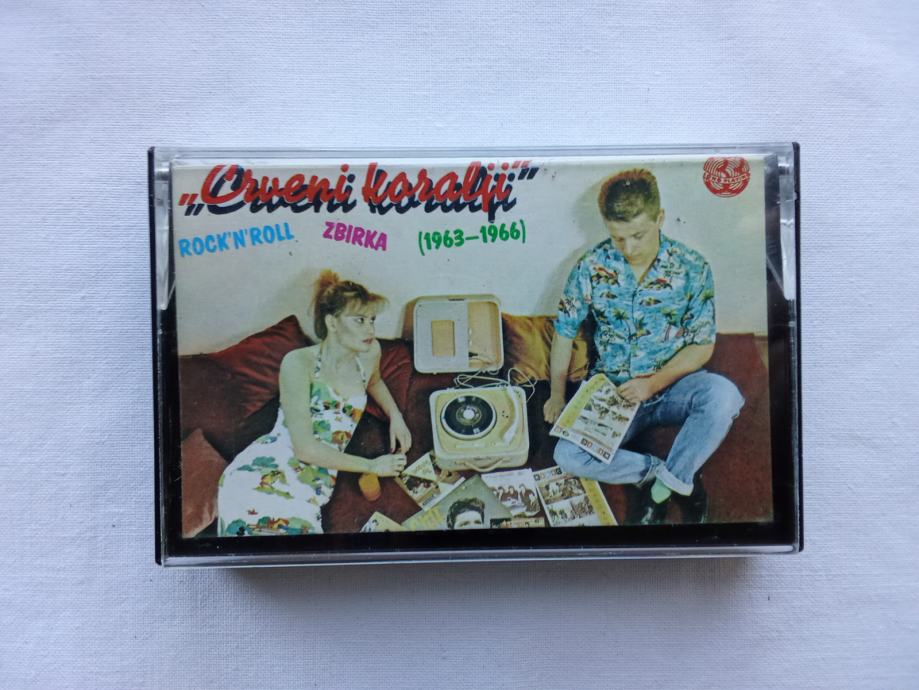 „Crveni koralji”
ROCK'N'ROLL ZBIRKA (1963–1966)